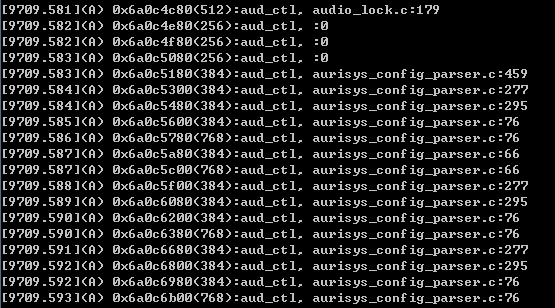 [9709.581](A) 0x6a0c4c80(512):aud_ctl, audio_lock.c:179
[9709.582](A) 0x6a0c4e80(256):aud_ctl, :0
[9709.582](A) 0x6a0c4f80(256):aud_ctl, :0
[9709.583](A) 0x6a0c5080(256):aud_ctl, :0
[9709.583](A) 0x6a0c5180(384):aud_ctl, aurisys_config_parser.c:459
[9709.584](A) 0x6a0c5300(384):aud_ctl, aurisys_config_parser.c:277
[9709.584](A) 0x6a0c5480(384):aud_ctl, aurisys_config_parser.c:295
[9709.585](A) 0x6a0c5600(384):aud_ctl, aurisys_config_parser.c:76
[9709.586](A) 0x6a0c5780(768):aud_ctl, aurisys_config_parser.c:76
[9709.587](A) 0x6a0c5a80(384):aud_ctl, aurisys_config_parser.c:66
[9709.587](A) 0x6a0c5c00(768):aud_ctl, aurisys_config_parser.c:66
[9709.588](A) 0x6a0c5f00(384):aud_ctl, aurisys_config_parser.c:277
[9709.589](A) 0x6a0c6080(384):aud_ctl, aurisys_config_parser.c:295
[9709.590](A) 0x6a0c6200(384):aud_ctl, aurisys_config_parser.c:76
[9709.590](A) 0x6a0c6380(768):aud_ctl, aurisys_config_parser.c:76
[9709.591](A) 0x6a0c6680(384):aud_ctl, aurisys_config_parser.c:277
[9709.592](A) 0x6a0c6800(384):aud_ctl, aurisys_config_parser.c:295
[9709.592](A) 0x6a0c6980(384):aud_ctl, aurisys_config_parser.c:76
[9709.593](A) 0x6a0c6b00(768):aud_ctl, aurisys_config_parser.c:76